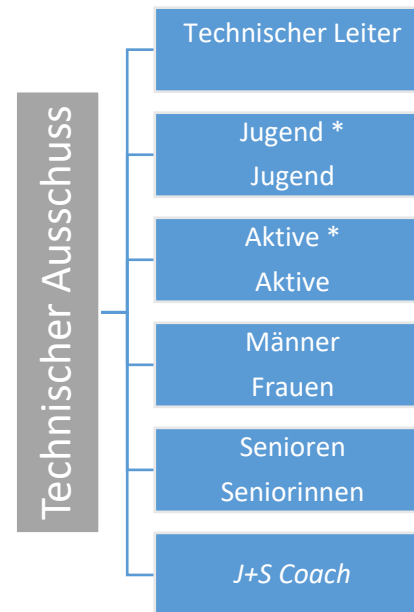 Technischer Ausschuss
Technischer Leiter
Jugend *
Jugend
Aktive *
Aktive
Männer
Frauen
Senioren
Seniorinnen
J+S Coach